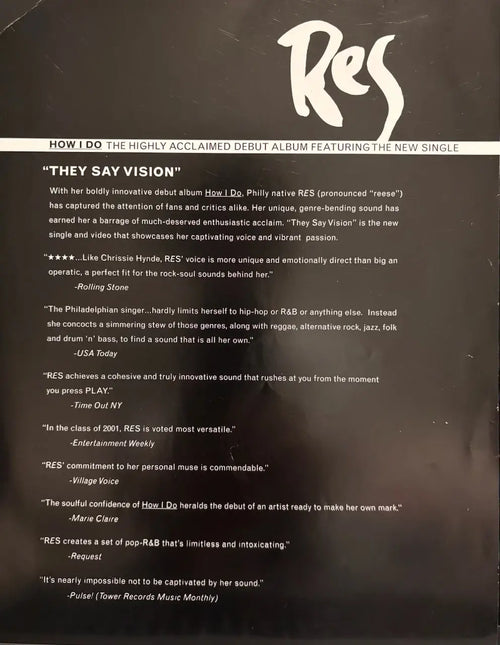 Res
HOW I DO THE HIGHLY ACCLAIMED DEBUT ALBUM FEATURING THE NEW SINGLE
"THEY SAY VISION"
With her boldly innovative debut album How I Do, Philly native RES (pronounced "reese")
has captured the attention of fans and critics alike. Her unique, genre-bending sound has
earned her a barrage of much-deserved enthusiastic acclaim. "They Say Vision" is the new
single and video that showcases her captivating voice and vibrant passion.
"★★★★...Like Chrissie Hynde, RES' voice is more unique and emotionally direct than big an
operatic, a perfect fit for the rock-soul sounds behind her."
-Rolling Stone
"The Philadelphian singer...hardly limits herself to hip-hop or R&B or anything else. Instead
she concocts a simmering stew of those genres, along with reggae, alternative rock, jazz, folk
and drum 'n' bass, to find a sound that is all her own."
-USA Today
"RES achieves a cohesive and truly innovative sound that rushes at you from the moment
you press PLAY."
-Time Out NY
"In the class of 2001, RES is voted most versatile."
-Entertainment Weekly
"RES' commitment to her personal muse is commendable."
-Village Voice
"The soulful confidence of How I Do heralds the debut of an artist ready to make her own mark."
-Marie Claire
"RES creates a set of pop-R&B that's limitless and intoxicating."
-Request
"It's nearly impossible not to be captivated by her sound."
-Pulse! (Tower Records Music Monthly)